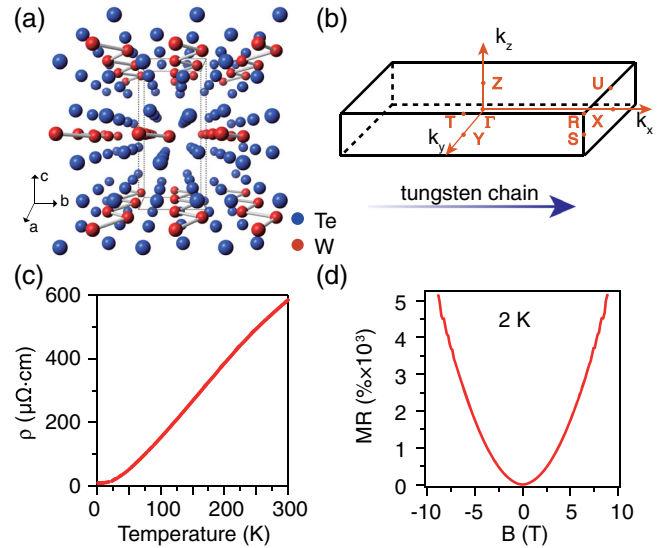 (a)
c
b
a
Te
W
(b)
k_z
Z
U
T
Γ
R
X
k_x
k_y
Y
S
tungsten chain
(c)
600
400
200
0
ρ (μΩ·cm)
0
100
200
300
Temperature (K)
(d)
2 K
5
4
3
2
1
0
MR (%×10³)
-10
-5
0
5
10
B (T)